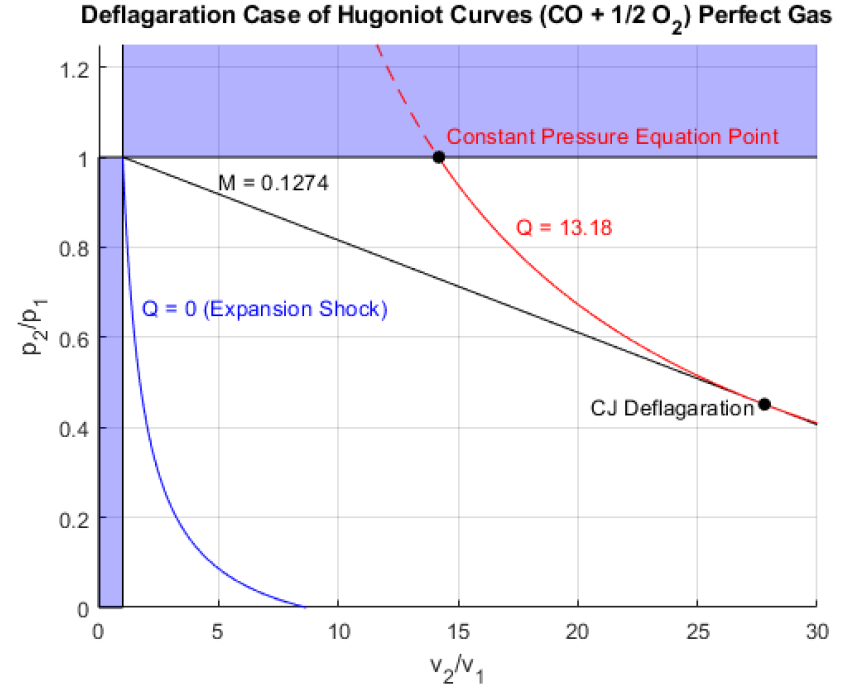 Deflagaration Case of Hugoniot Curves (CO + 1/2 O2) Perfect Gas
1.2
Constant Pressure Equation Point
1
M = 0.1274
Q = 13.18
0.8
Q = 0 (Expansion Shock)
p2/p1
0.6
CJ Deflagaration
0.4
0.2
0
0 5 10 15 20 25 30
v2/v1